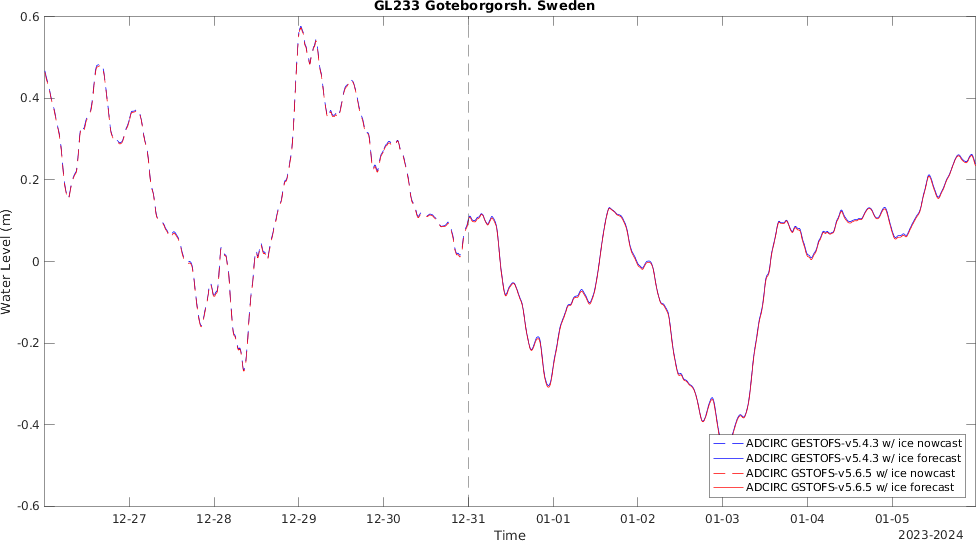 GL233 Goteborgorsh. Sweden
Water Level (m)
0.6
0.4
0.2
0
-0.2
-0.4
-0.6
12-27 12-28 12-29 12-30 12-31 01-01 01-02 01-03 01-04 01-05
Time
2023-2024
ADCIRC GESTOFS-v5.4.3 w/ ice nowcast
ADCIRC GESTOFS-v5.4.3 w/ ice forecast
ADCIRC GSTOFS-v5.6.5 w/ ice nowcast
ADCIRC GSTOFS-v5.6.5 w/ ice forecast